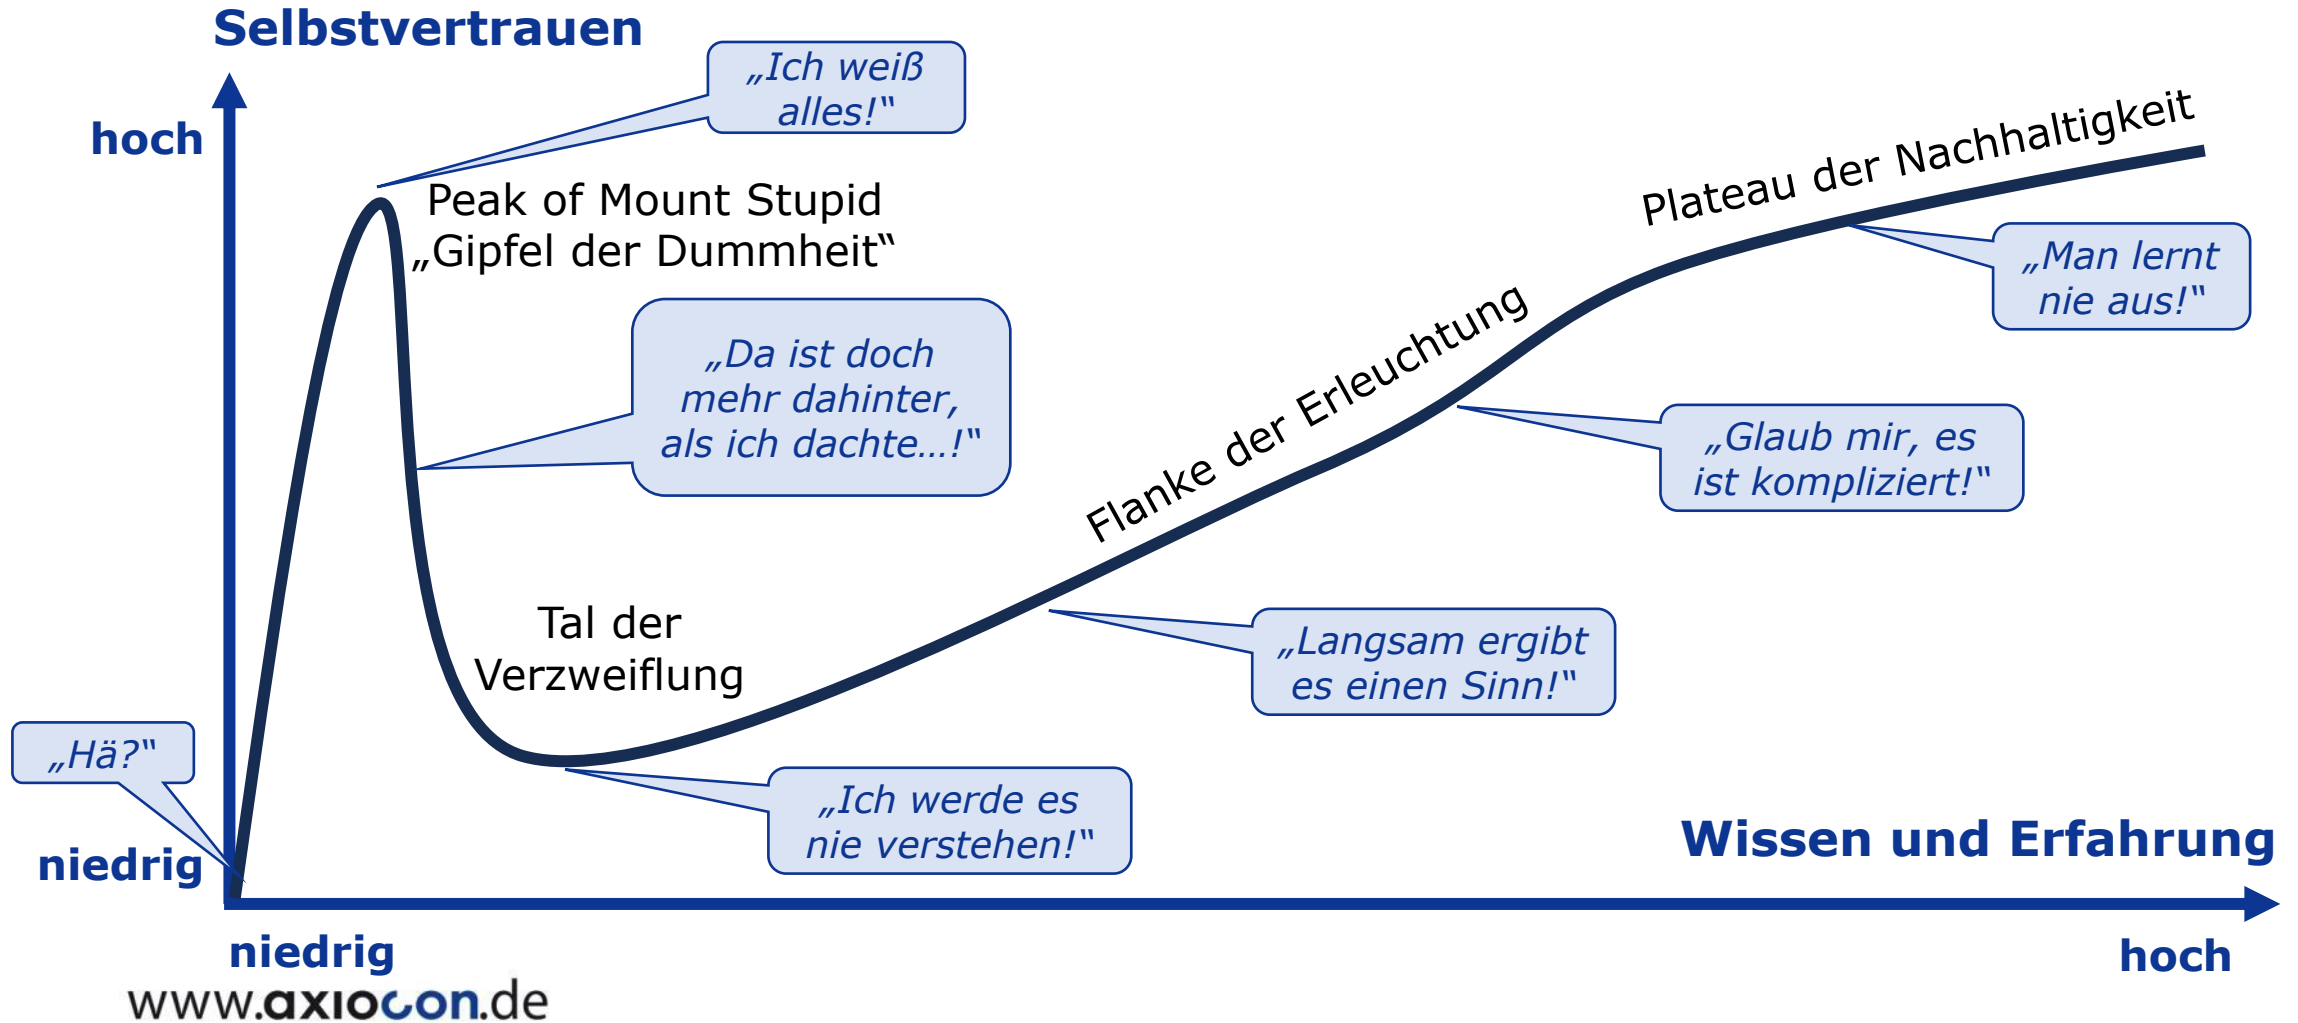 Selbstvertrauen
hoch
„Ich weiß
alles!“
Peak of Mount Stupid
„Gipfel der Dummheit“
„Da ist doch
mehr dahinter,
als ich dachte…!“
Tal der
Verzweiflung
„Hä?“
niedrig
„Ich werde es
nie verstehen!“
Flanke der Erleuchtung
„Langsam ergibt
es einen Sinn!“
„Glaub mir, es
ist kompliziert!“
Plateau der Nachhaltigkeit
„Man lernt
nie aus!“
Wissen und Erfahrung
niedrig
hoch
www.axiocon.de